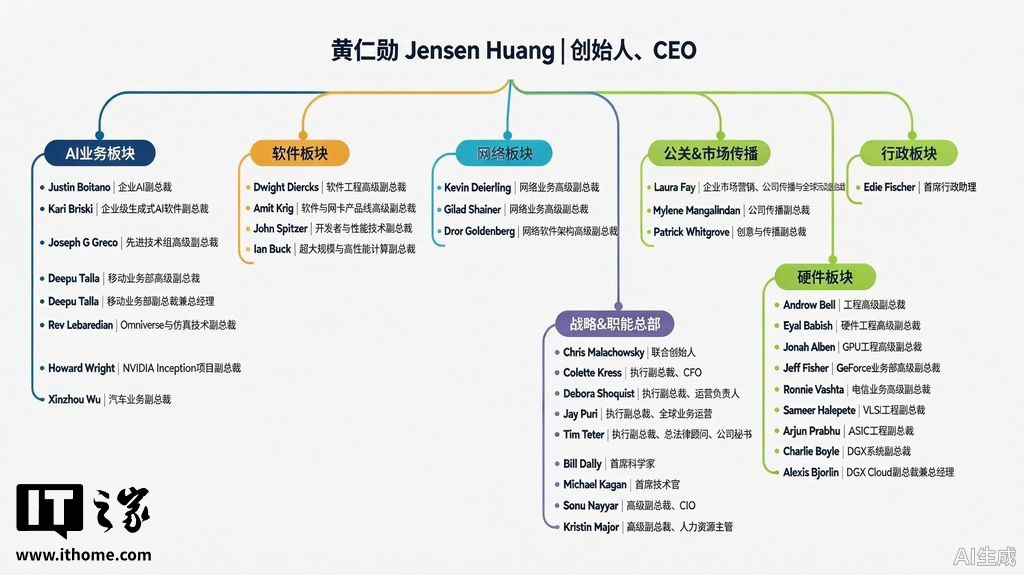 黄仁勋 Jensen Huang | 创始人、CEO
AI业务板块
Justin Boitano | 企业AI副总裁
Kari Briski | 企业级生成式AI软件副总裁
Joseph G Greco | 先进技术组高级副总裁
Deepu Talla | 移动业务部高级副总裁
Deepu Talla | 移动业务部副总裁兼总经理
Rev Lebaredian | Omniverse与仿真技术副总裁
Howard Wright | NVIDIA Inception项目副总裁
Xinzhou Wu | 汽车业务副总裁
软件板块
Dwight Diercks | 软件工程高级副总裁
Amit Krig | 软件与网卡产品线高级副总裁
John Spitzer | 开发者与性能技术副总裁
Ian Buck | 超大规模与高性能计算副总裁
网络板块
Kevin Deierling | 网络业务高级副总裁
Gilad Shainer | 网络业务高级副总裁
Dror Goldenberg | 网络软件架构高级副总裁
公关&市场传播
Laura Fay | 企业市场营销、公司传播与全球
Mylene Mangalindan | 公司传播副总裁
Patrick Whitgrove | 创意与传播副总裁
行政板块
Edie Fischer | 首席行政助理
战略&职能总部
Chris Malachowsky | 联合创始人
Colette Kress | 执行副总裁、CFO
Debora Shoquist | 执行副总裁、运营负责人
Jay Puri | 执行副总裁、全球业务运营
Tim Teter | 执行副总裁、总法律顾问、公司秘书
Bill Dally | 首席科学家
Michael Kagan | 首席技术官
Sonu Nayyar | 高级副总裁、CIO
Kristin Major | 高级副总裁、人力资源主管
硬件板块
Androw Bell | 工程高级副总裁
Eyal Babish | 硬件工程高级副总裁
Jonah Alben | GPU工程高级副总裁
Jeff Fisher | GeForce业务部高级副总裁
Ronnie Vashta | 电信业务高级副总裁
Sameer Halepete | VLSI工程副总裁
Arjun Prabhu | ASIC工程副总裁
Charlie Boyle | DGX系统副总裁
Alexis Bjorlin | DGX Cloud副总裁兼总经理
IT之家
www.ithome.com
AI生成